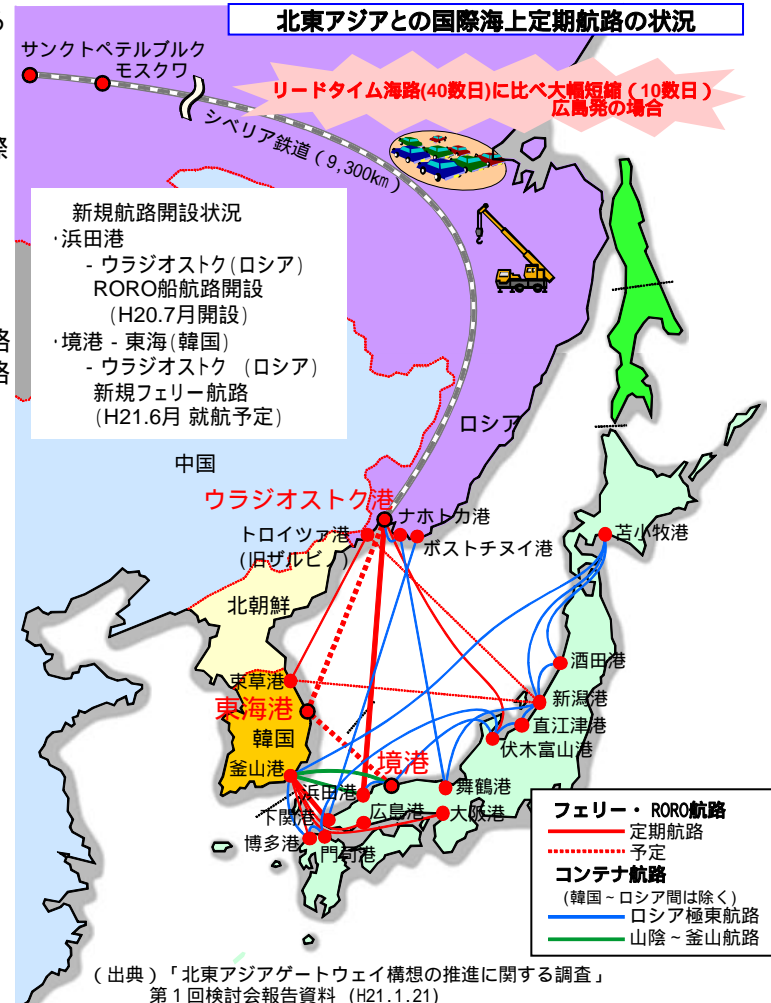 北東アジアとの国際海上定期航路の状況
サンクトペテルブルク
モスクワ
リードタイム海路(40数日)に比べ大幅短縮(10数日)
広島発の場合
シベリア鉄道(9,300km)
際
新規航路開設状況
・浜田港
- ウラジオストク(ロシア)
RORO船航路開設
(H20.7月開設)
・境港 - 東海(韓国)
- ウラジオストク (ロシア)
新規フェリー航路
(H21.6月 就航予定)
路
路
ロシア
中国
ウラジオストク港
ナホトカ港
トロイツァ港
(旧ザルビノ)
ボストチヌイ港
苫小牧港
北朝鮮
酒田港
束草港
新潟港
東海港
直江津港
韓国
伏木富山港
釜山港
境港
浜田港
舞鶴港
下関港
広島港
大阪港
博多港
門司港
フェリー・ RORO航路
定期航路
予定
コンテナ航路
(韓国~ロシア間は除く)
ロシア極東航路
山陰~釜山航路
(出典)「北東アジアゲートウェイ構想の推進に関する調査」
第1回検討会報告資料 (H21.1.21)